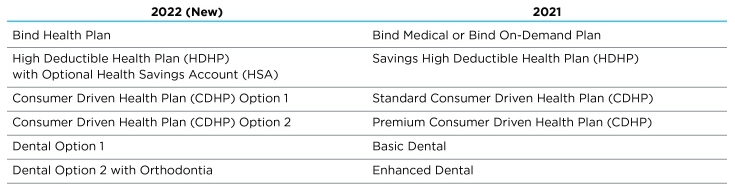 2022 (New) 2021
Bind Health Plan Bind Medical or Bind On-Demand Plan
High Deductible Health Plan (HDHP) Savings High Deductible Health Plan (HDHP)
with Optional Health Savings Account (HSA)
Consumer Driven Health Plan (CDHP) Option 1 Standard Consumer Driven Health Plan (CDHP)
Consumer Driven Health Plan (CDHP) Option 2 Premium Consumer Driven Health Plan (CDHP)
Dental Option 1 Basic Dental
Dental Option 2 with Orthodontia Enhanced Dental